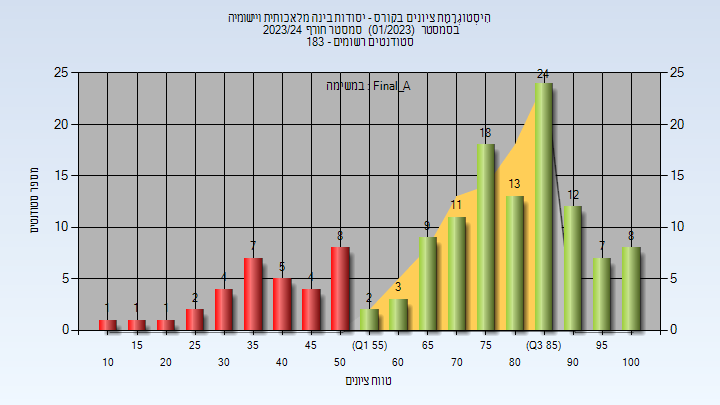 היסטוגרמת ציונים בקורס - יסודות בינה מלאכותית ויישומיה
בסמסטר (01/2023) סמסטר חורף 2023/24
סטודנטים רשומים - 183
במשימה : Final_A
מספר סטודנטים
25 20 15 10 5 0
25 20 15 10 5 0
1 1 1 2 4 7 5 4 8 2 3 9 11 18 13 24 12 7 8
15 25 35 45 (Q1 55) 65 75 (Q3 85) 95
10 20 30 40 50 60 70 80 90 100
טווח ציונים